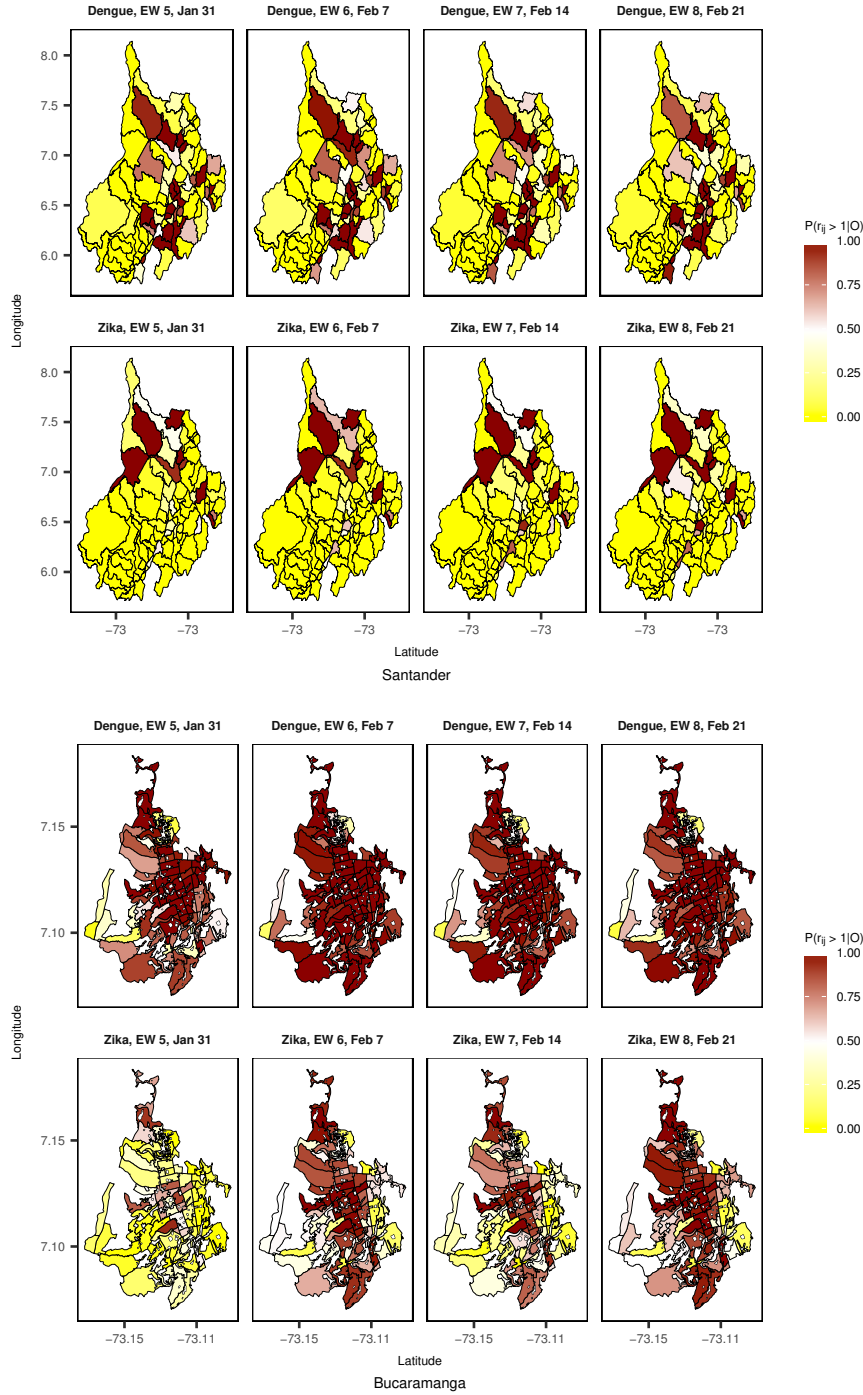 Dengue, EW 5, Jan 31 Dengue, EW 6, Feb 7 Dengue, EW 7, Feb 14 Dengue, EW 8, Feb 21
8.0
7.5
7.0
6.5
6.0
Zika, EW 5, Jan 31 Zika, EW 6, Feb 7 Zika, EW 7, Feb 14 Zika, EW 8, Feb 21
8.0
7.5
7.0
6.5
6.0
−73 −73 −73 −73 −73 −73 −73 −73
Longitude
Latitude
Santander
P(rij > 1|O)
1.00
0.75
0.50
0.25
0.00
Dengue, EW 5, Jan 31 Dengue, EW 6, Feb 7 Dengue, EW 7, Feb 14 Dengue, EW 8, Feb 21
7.15
7.10
Zika, EW 5, Jan 31 Zika, EW 6, Feb 7 Zika, EW 7, Feb 14 Zika, EW 8, Feb 21
7.15
7.10
−73.15 −73.11 −73.15 −73.11 −73.15 −73.11 −73.15 −73.11
Longitude
Latitude
Bucaramanga
P(rij > 1|O)
1.00
0.75
0.50
0.25
0.00